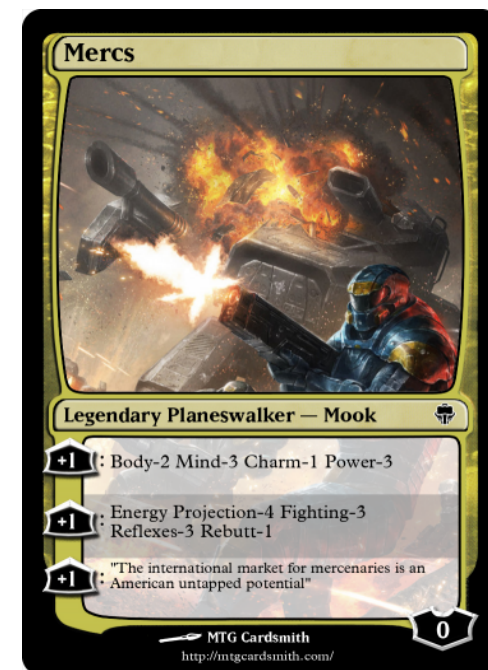 Mercs
Legendary Planeswalker — Mook
+1 : Body-2 Mind-3 Charm-1 Power-3
+1 : Energy Projection-4 Fighting-3
Reflexes-3 Rebutt-1
+1 : "The international market for mercenaries is an
American untapped potential"
0
MTG Cardsmith
http://mtgcardsmith.com/